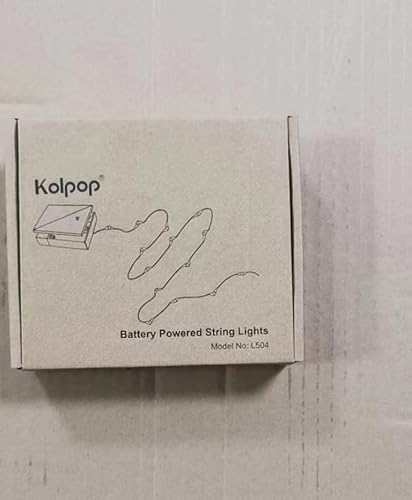 Kolpop®
Battery Powered String Lights
Model No: L504